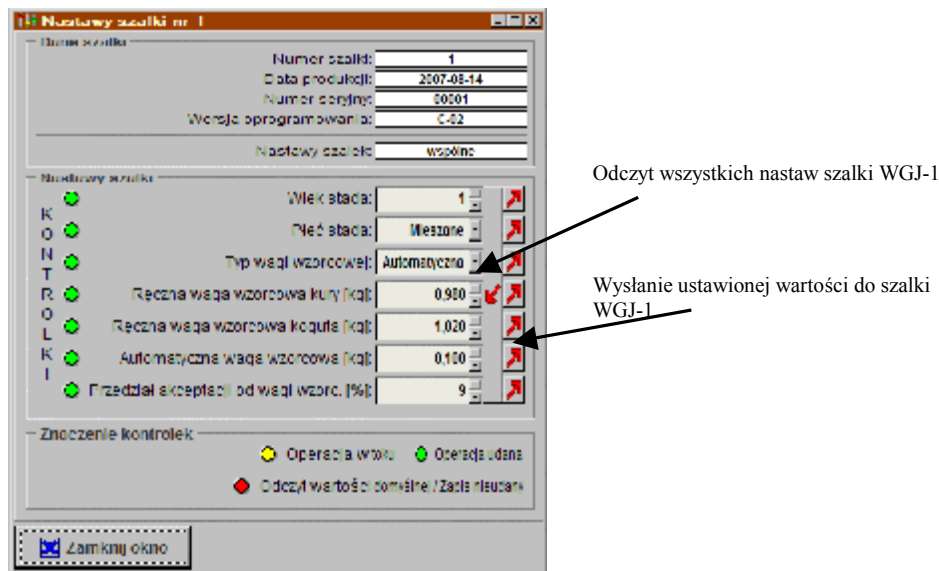 Nastawy szalki nr 1
Dane szalki
Numer szalki: 1
Data produkcji: 2007-08-14
Numer seryjny: 00001
Wersja oprogramowania: C-02
Nastawy szalek: wspólne
Nastawy szalki
KONTROLKI
Wiek stada: 1
Płeć stada: Mieszane
Typ wagi wzorcowej: Automatyczna
Ręczna waga wzorcowa kury [kg]: 0,980
Ręczna waga wzorcowa koguta [kg]: 1,020
Automatyczna waga wzorcowa [kg]: 0,100
Przedział akceptacji od wagi wzorc. [%]: 9
Odczyt wszystkich nastaw szalki WGJ-1
Wysłanie ustawionej wartości do szalki
WGJ-1
Znaczenie kontrolek
Operacja w toku
Operacja udana
Odczyt wartości domyślnej / Zapis nieudany
Zamknij okno